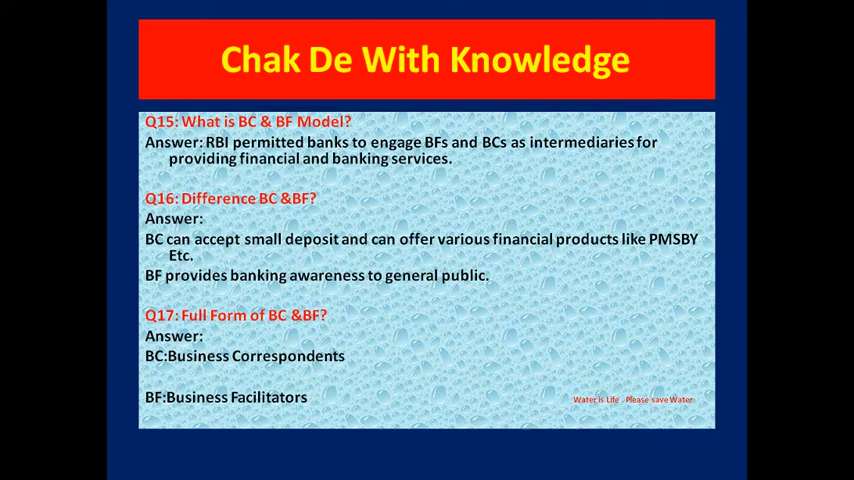 Chak De With Knowledge
Q15: What is BC & BF Model?
Answer: RBI permitted banks to engage BFs and BCs as intermediaries for
providing financial and banking services.
Q16: Difference BC &BF?
Answer:
BC can accept small deposit and can offer various financial products like PMSBY
Etc.
BF provides banking awareness to general public.
Q17: Full Form of BC &BF?
Answer:
BC:Business Correspondents
BF:Business Facilitators
Water is Life . Please save Water